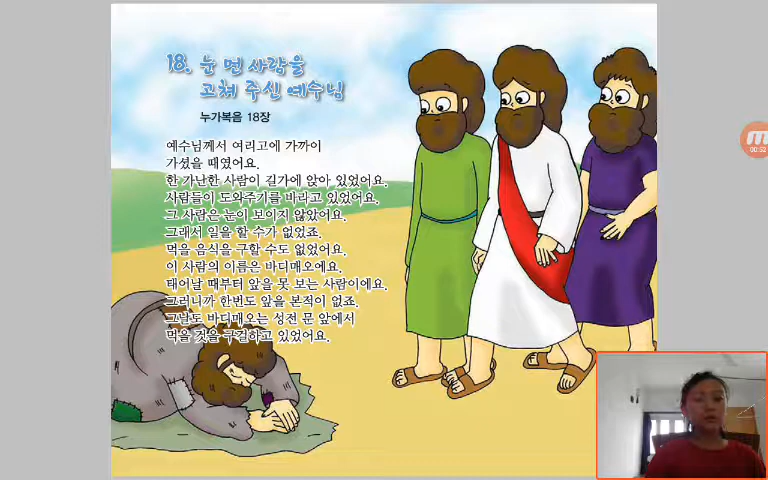 18. 눈 먼 사람을
고쳐 주신 예수님
누가복음 18장
예수님께서 여리고에 가까이
가셨을 때였어요.
한 가난한 사람이 길가에 앉아 있었어요.
사람들이 도와주기를 바라고 있었어요.
그 사람은 눈이 보이지 않았어요.
그래서 일을 할 수가 없었죠.
먹을 음식을 구할 수도 없었어요.
이 사람의 이름은 바디매오에요.
태어날 때부터 앞을 못 보는 사람이에요.
그러니까 한번도 앞을 본적이 없죠.
그날도 바디매오는 성전 문 앞에서
먹을 것을 구걸하고 있었어요.
00:52